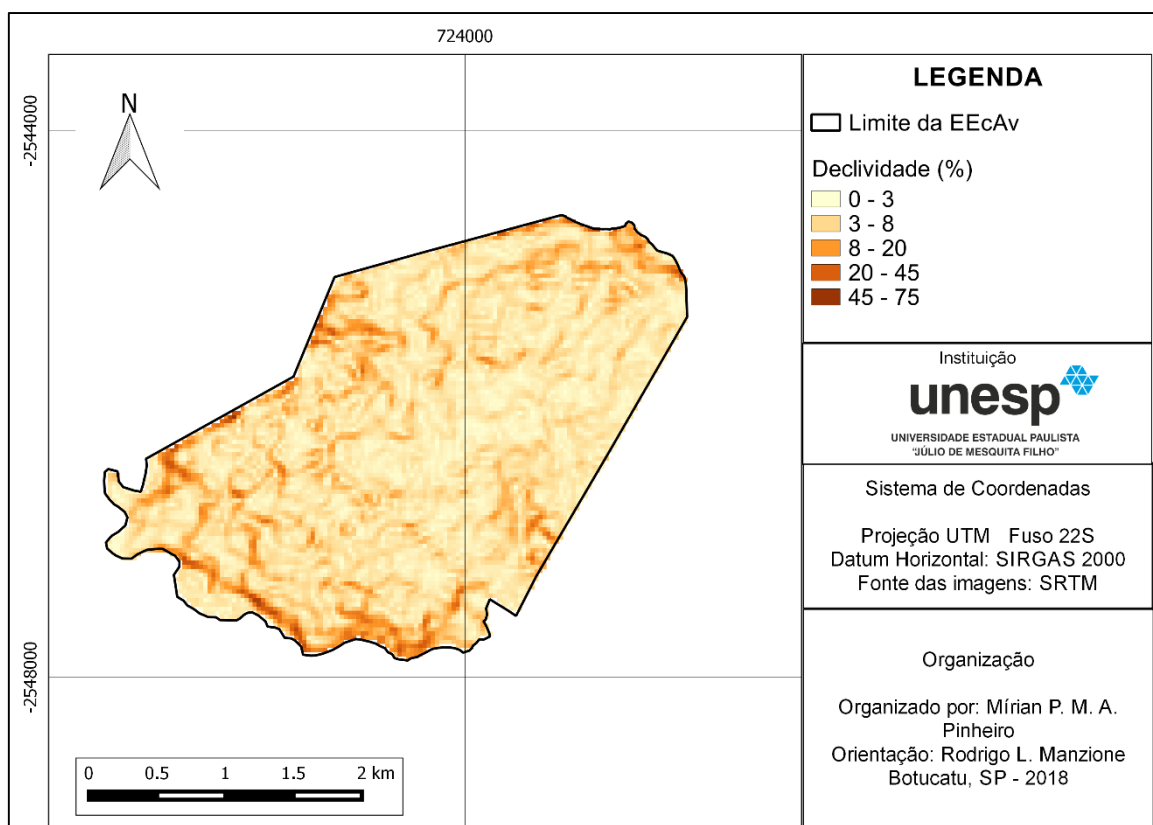 724000
-2544000
-2548000
N
0 0.5 1 1.5 2 km
LEGENDA
Limite da EEcAv
Declividade (%)
0 - 3
3 - 8
8 - 20
20 - 45
45 - 75
Instituição
unesp
UNIVERSIDADE ESTADUAL PAULISTA
"JÚLIO DE MESQUITA FILHO"
Sistema de Coordenadas
Projeção UTM Fuso 22S
Datum Horizontal: SIRGAS 2000
Fonte das imagens: SRTM
Organização
Organizado por: Mírian P. M. A.
Pinheiro
Orientação: Rodrigo L. Manzione
Botucatu, SP - 2018